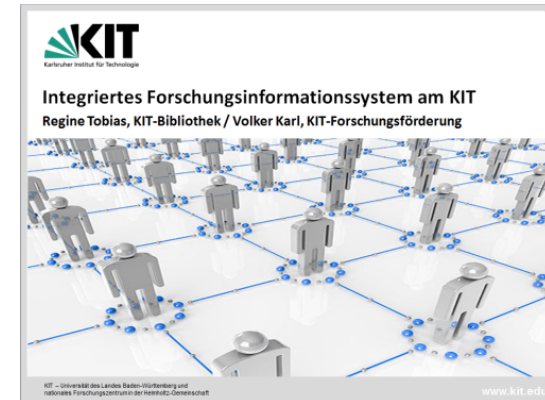 KIT
Karlsruher Institut für Technologie
Integriertes Forschungsinformationssystem am KIT
Regine Tobias, KIT-Bibliothek / Volker Karl, KIT-Forschungsförderung
KIT – Universität des Landes Baden-Württemberg und
nationales Forschungszentrum in der Helmholtz-Gemeinschaft
www.kit.edu